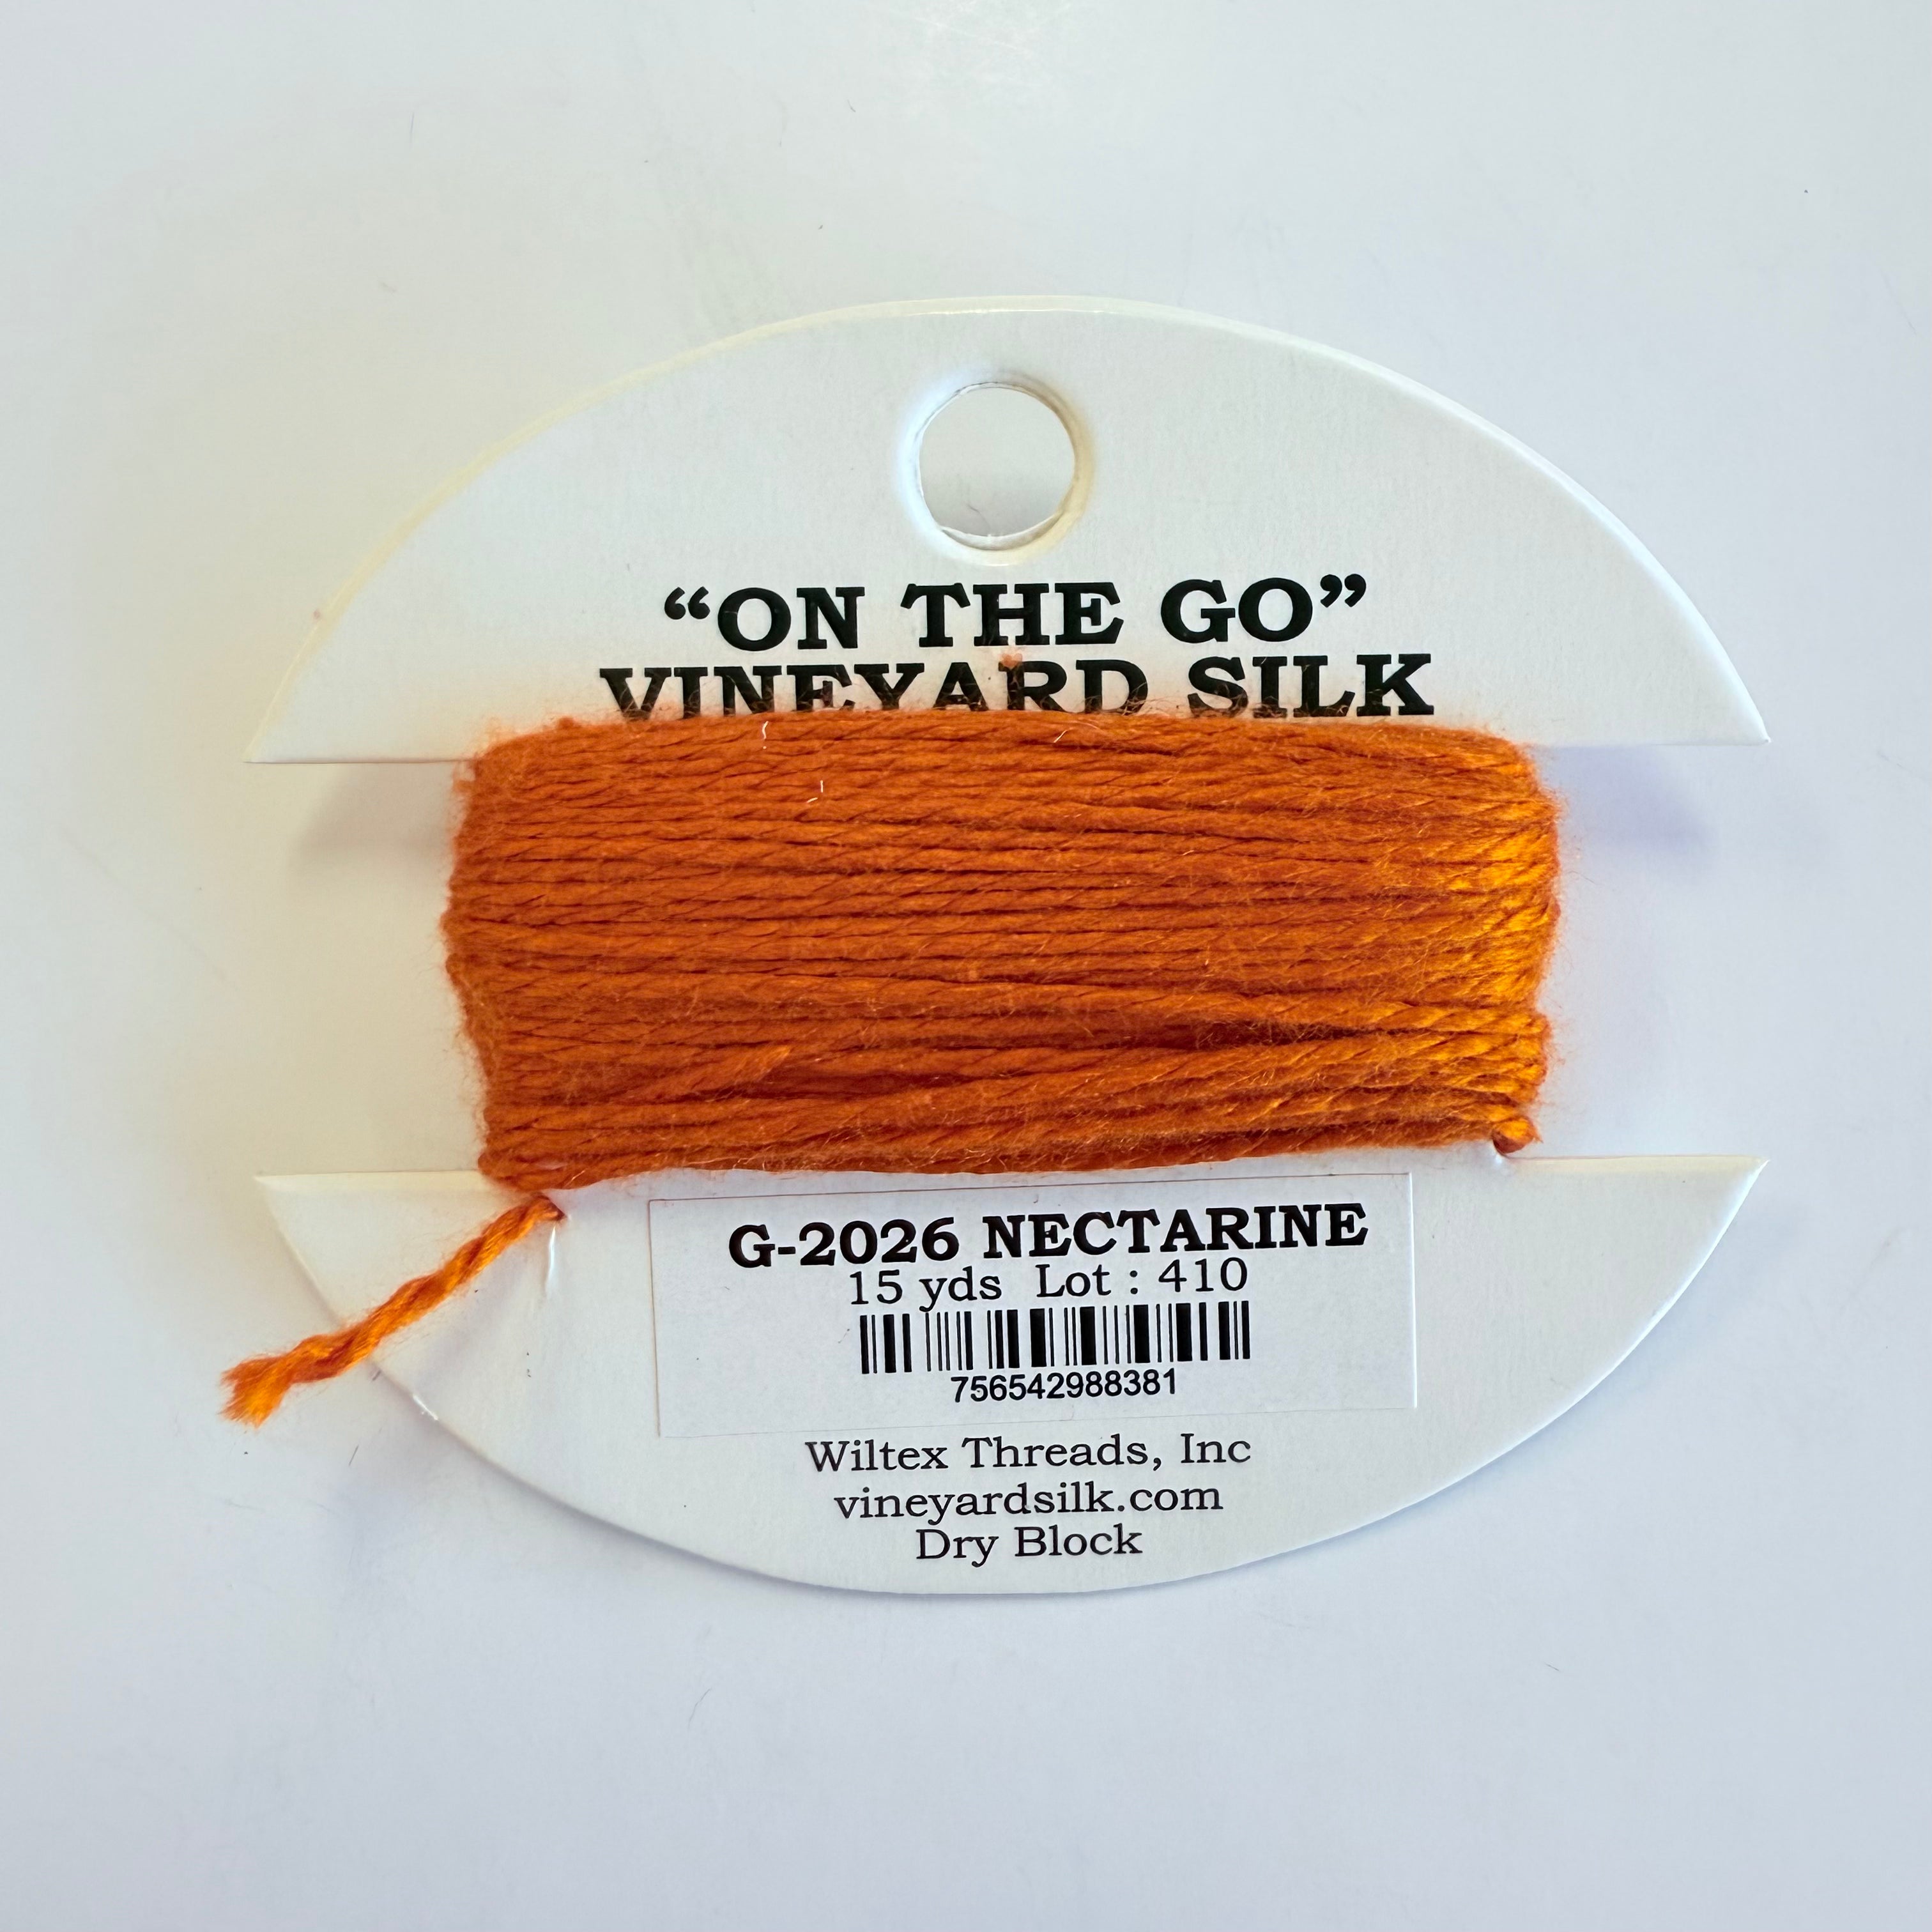 “ON THE GO”
VINEYARD SILK
G-2026 NECTARINE
15 yds Lot : 410
756542988381
Wiltex Threads, Inc
vineyardsilk.com
Dry Block